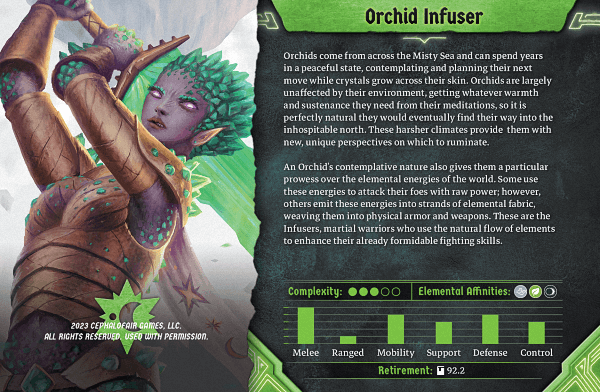 Orchid Infuser
Orchids come from across the Misty Sea and can spend years
in a peaceful state, contemplating and planning their next
move while crystals grow across their skin. Orchids are largely
unaffected by their environment, getting whatever warmth
and sustenance they need from their meditations, so it is
perfectly natural they would eventually find their way into the
inhospitable north. These harsher climates provide them with
new, unique perspectives on which to ruminate.
An Orchid's contemplative nature also gives them a particular
prowess over the elemental energies of the world. Some use
these energies to attack their foes with raw power; however,
others emit these energies into strands of elemental fabric,
weaving them into physical armor and weapons. These are the
Infusers, martial warriors who use the natural flow of elements
to enhance their already formidable fighting skills.
Complexity: Elemental Affinities:
Melee Ranged Mobility Support Defense Control
Retirement: 92.2
2023 CEPHALOFAIR GAMES, LLC.
ALL RIGHTS RESERVED. USED WITH PERMISSION.